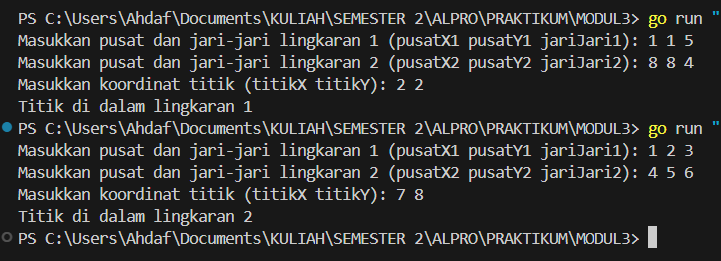 PS C:\Users\Ahdaf\Documents\KULIAH\SEMESTER 2\ALPRO\PRAKTIKUM\MODUL3> go run "
Masukkan pusat dan jari-jari lingkaran 1 (pusatX1 pusatY1 jariJari1): 1 1 5
Masukkan pusat dan jari-jari lingkaran 2 (pusatX2 pusatY2 jariJari2): 8 8 4
Masukkan koordinat titik (titikX titikY): 2 2
Titik di dalam lingkaran 1
PS C:\Users\Ahdaf\Documents\KULIAH\SEMESTER 2\ALPRO\PRAKTIKUM\MODUL3> go run "
Masukkan pusat dan jari-jari lingkaran 1 (pusatX1 pusatY1 jariJari1): 1 2 3
Masukkan pusat dan jari-jari lingkaran 2 (pusatX2 pusatY2 jariJari2): 4 5 6
Masukkan koordinat titik (titikX titikY): 7 8
Titik di dalam lingkaran 2
PS C:\Users\Ahdaf\Documents\KULIAH\SEMESTER 2\ALPRO\PRAKTIKUM\MODUL3>